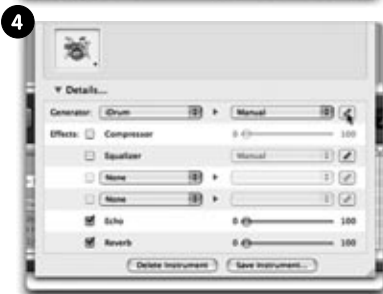 4
▼ Details...
Generator: iDrum Manual
Effects: Compressor 0 100
Equalizer Manual
None
None
Echo 0 100
Reverb 0 100
Delete Instrument Save Instrument...